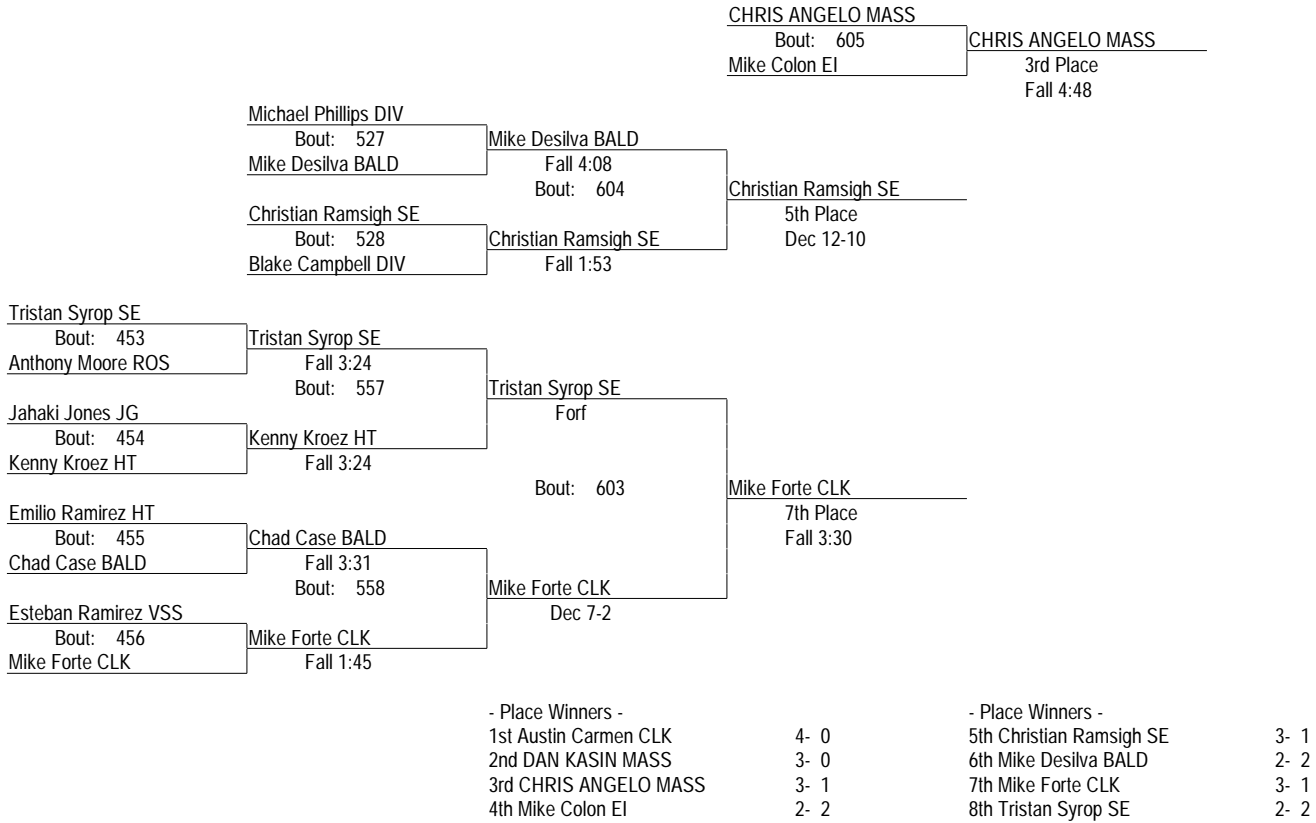 CHRIS ANGELO MASS
Bout: 605 CHRIS ANGELO MASS
Mike Colon EI 3rd Place
Fall 4:48
Michael Phillips DIV
Bout: 527 Mike Desilva BALD
Mike Desilva BALD Fall 4:08
Bout: 604 Christian Ramsigh SE
Christian Ramsigh SE 5th Place
Bout: 528 Christian Ramsigh SE Dec 12-10
Blake Campbell DIV Fall 1:53
Tristan Syrop SE
Bout: 453 Tristan Syrop SE
Anthony Moore ROS Fall 3:24
Bout: 557 Tristan Syrop SE
Jahaki Jones JG Forf
Bout: 454 Kenny Kroez HT
Kenny Kroez HT Fall 3:24
Bout: 603 Mike Forte CLK
Emilio Ramirez HT 7th Place
Bout: 455 Chad Case BALD Fall 3:30
Chad Case BALD Fall 3:31
Bout: 558 Mike Forte CLK
Esteban Ramirez VSS Dec 7-2
Bout: 456 Mike Forte CLK
Mike Forte CLK Fall 1:45
- Place Winners - - Place Winners -
1st Austin Carmen CLK 4- 0 5th Christian Ramsigh SE 3- 1
2nd DAN KASIN MASS 3- 0 6th Mike Desilva BALD 2- 2
3rd CHRIS ANGELO MASS 3- 1 7th Mike Forte CLK 3- 1
4th Mike Colon EI 2- 2 8th Tristan Syrop SE 2- 2